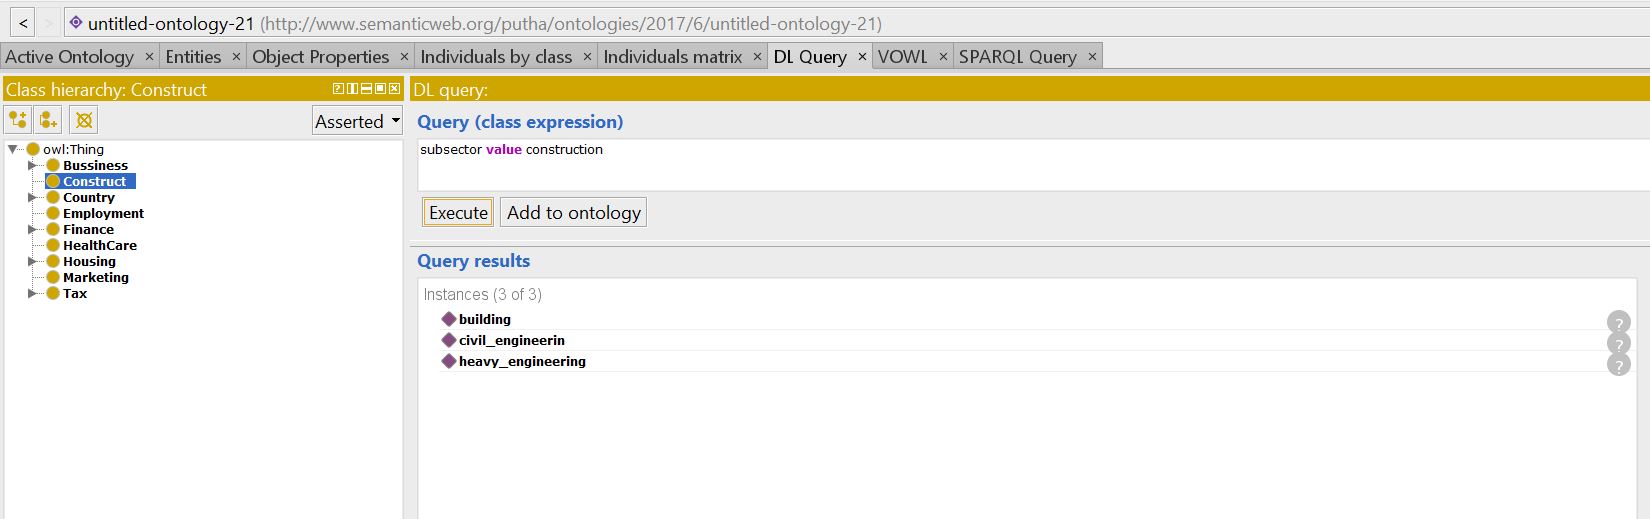 < > untitled-ontology-21 (http://www.semanticweb.org/putha/ontologies/2017/6/untitled-ontology-21)
Active Ontology × Entities × Object Properties × Individuals by class × Individuals matrix × DL Query × VOWL × SPARQL Query ×
Class hierarchy: Construct
Asserted
owl:Thing
Bussiness
Construct
Country
Employment
Finance
HealthCare
Housing
Marketing
Tax
DL query:
Query (class expression)
subsector value construction
Execute Add to ontology
Query results
Instances (3 of 3)
building ?
civil_engineerin ?
heavy_engineering ?